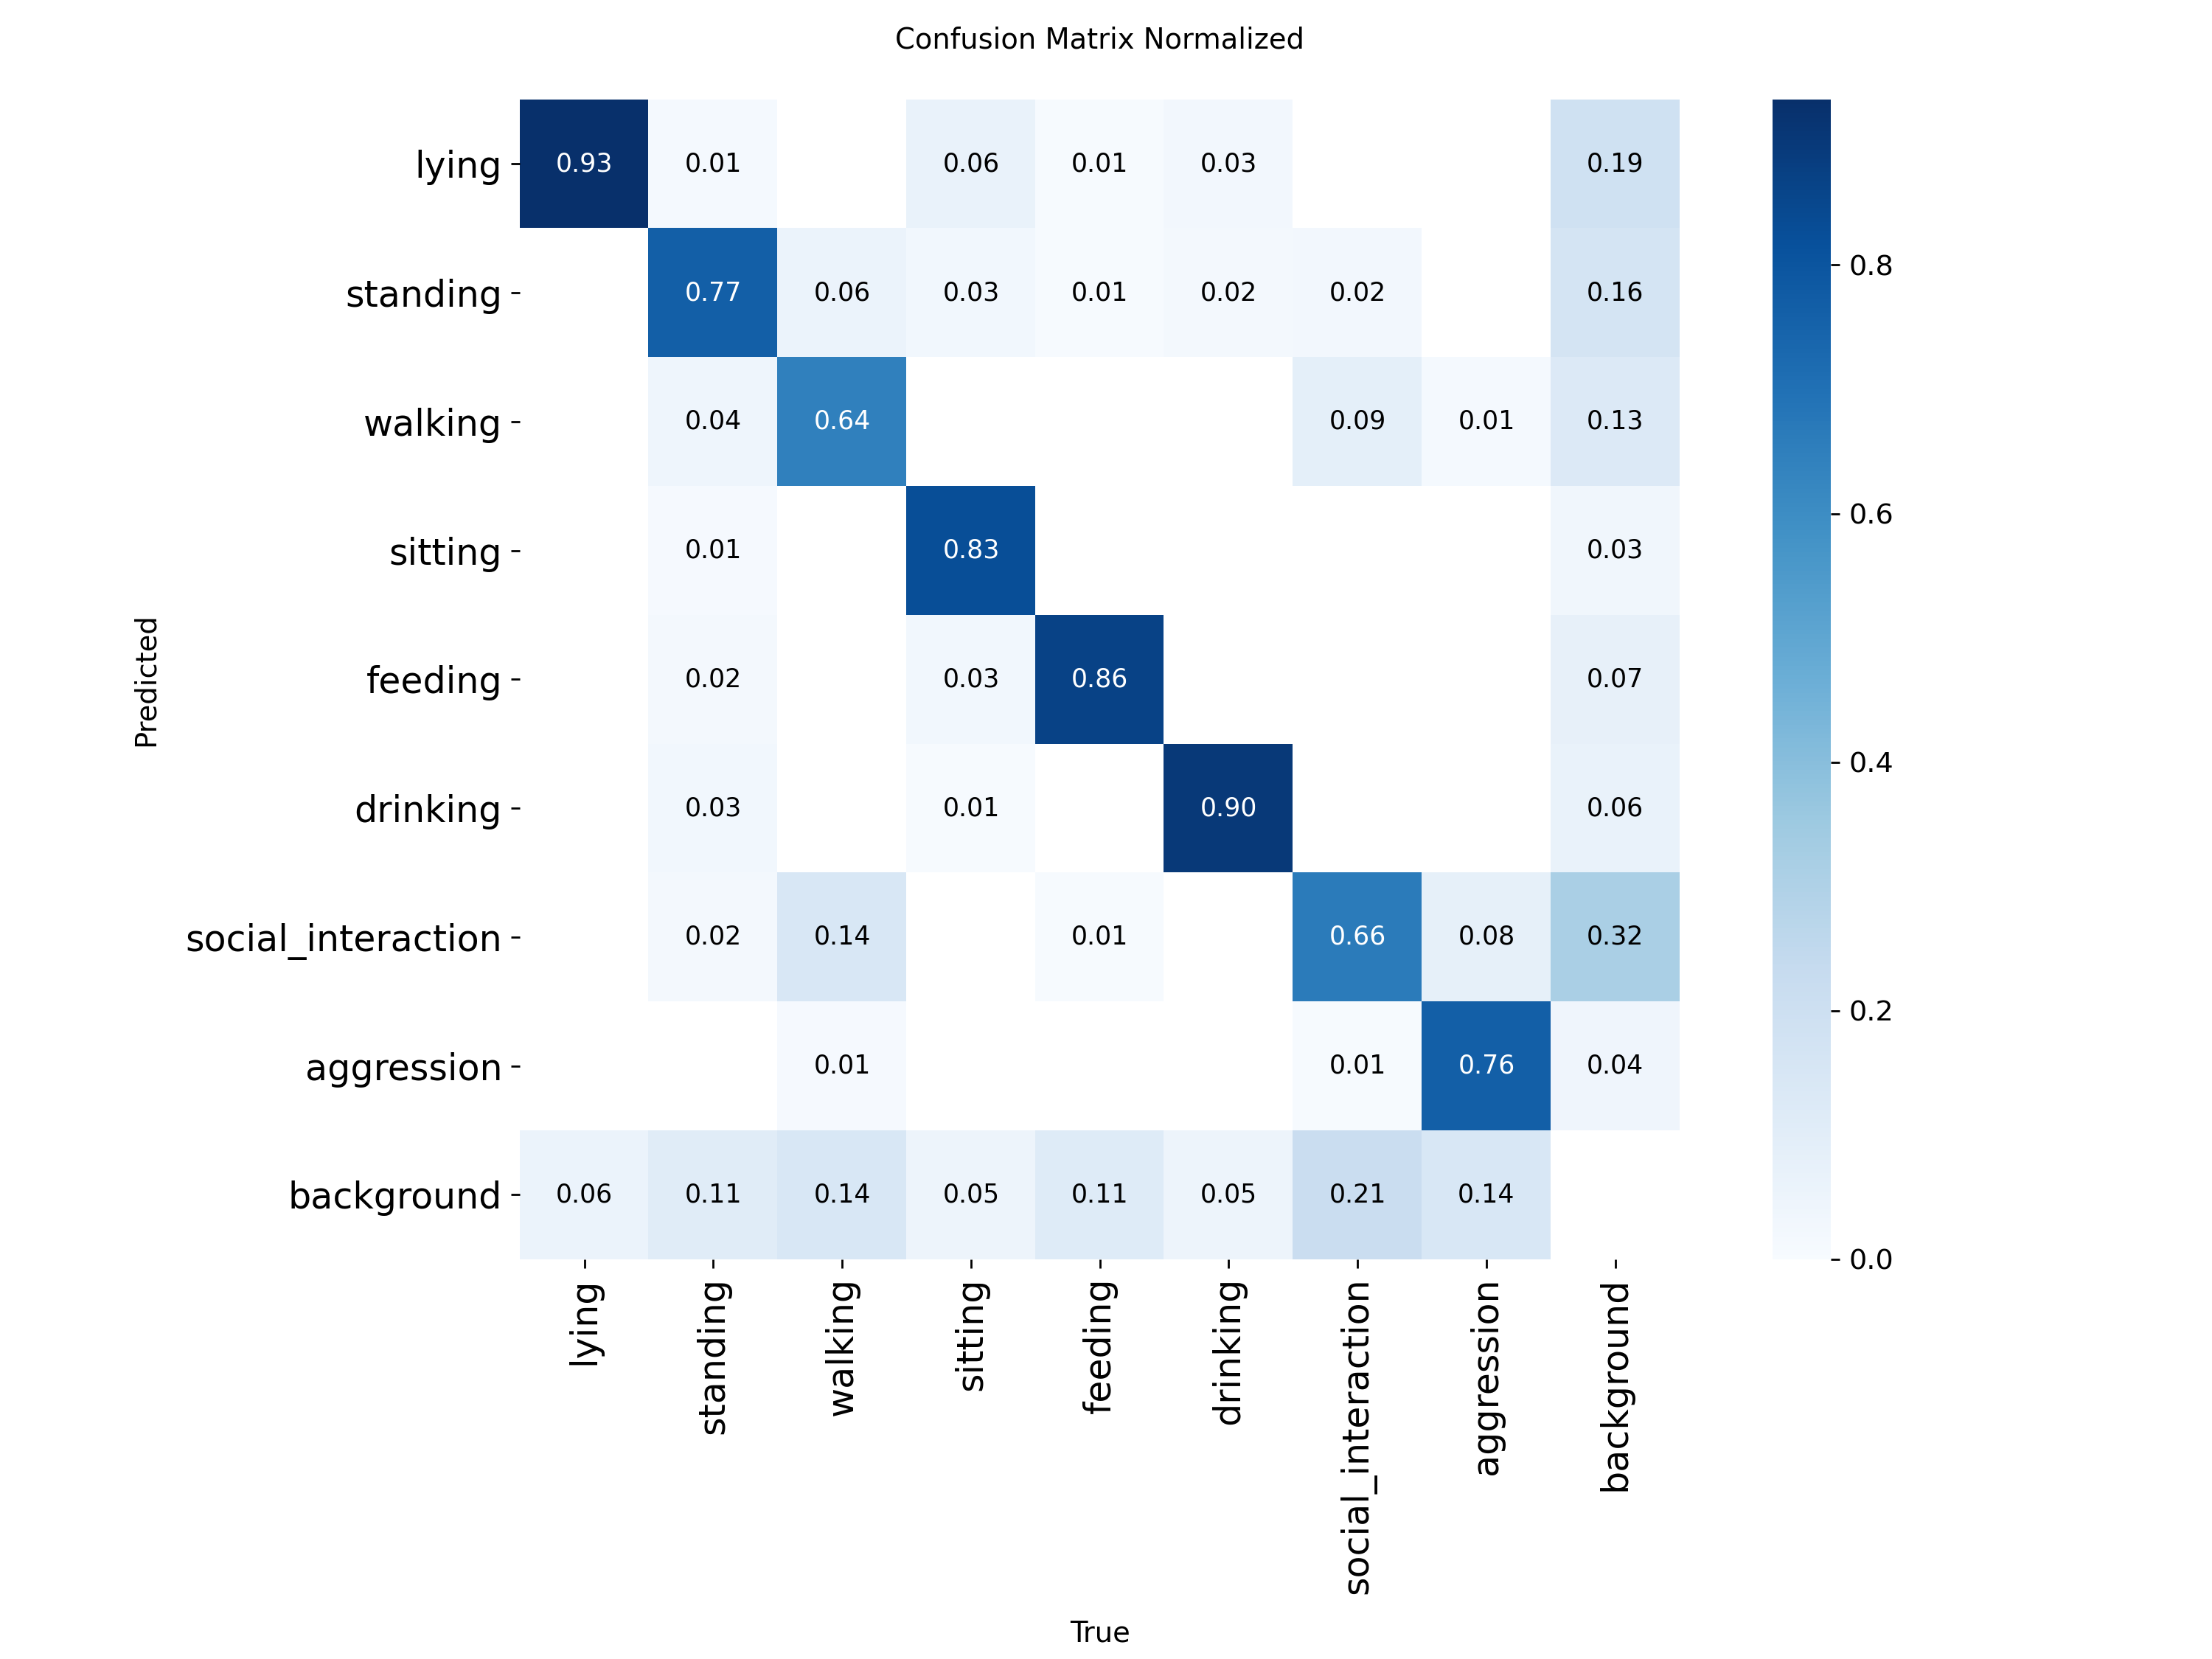 Confusion Matrix Normalized
lying 0.93 0.01 0.06 0.01 0.03 0.19
standing 0.77 0.06 0.03 0.01 0.02 0.02 0.16
walking 0.04 0.64 0.09 0.01 0.13
sitting 0.01 0.83 0.03
feeding 0.02 0.03 0.86 0.07
drinking 0.03 0.01 0.90 0.06
social_interaction 0.02 0.14 0.01 0.66 0.08 0.32
aggression 0.01 0.01 0.76 0.04
background 0.06 0.11 0.14 0.05 0.11 0.05 0.21 0.14
Predicted
lying
standing
walking
sitting
feeding
drinking
social_interaction
aggression
background
True
0.8
0.6
0.4
0.2
0.0